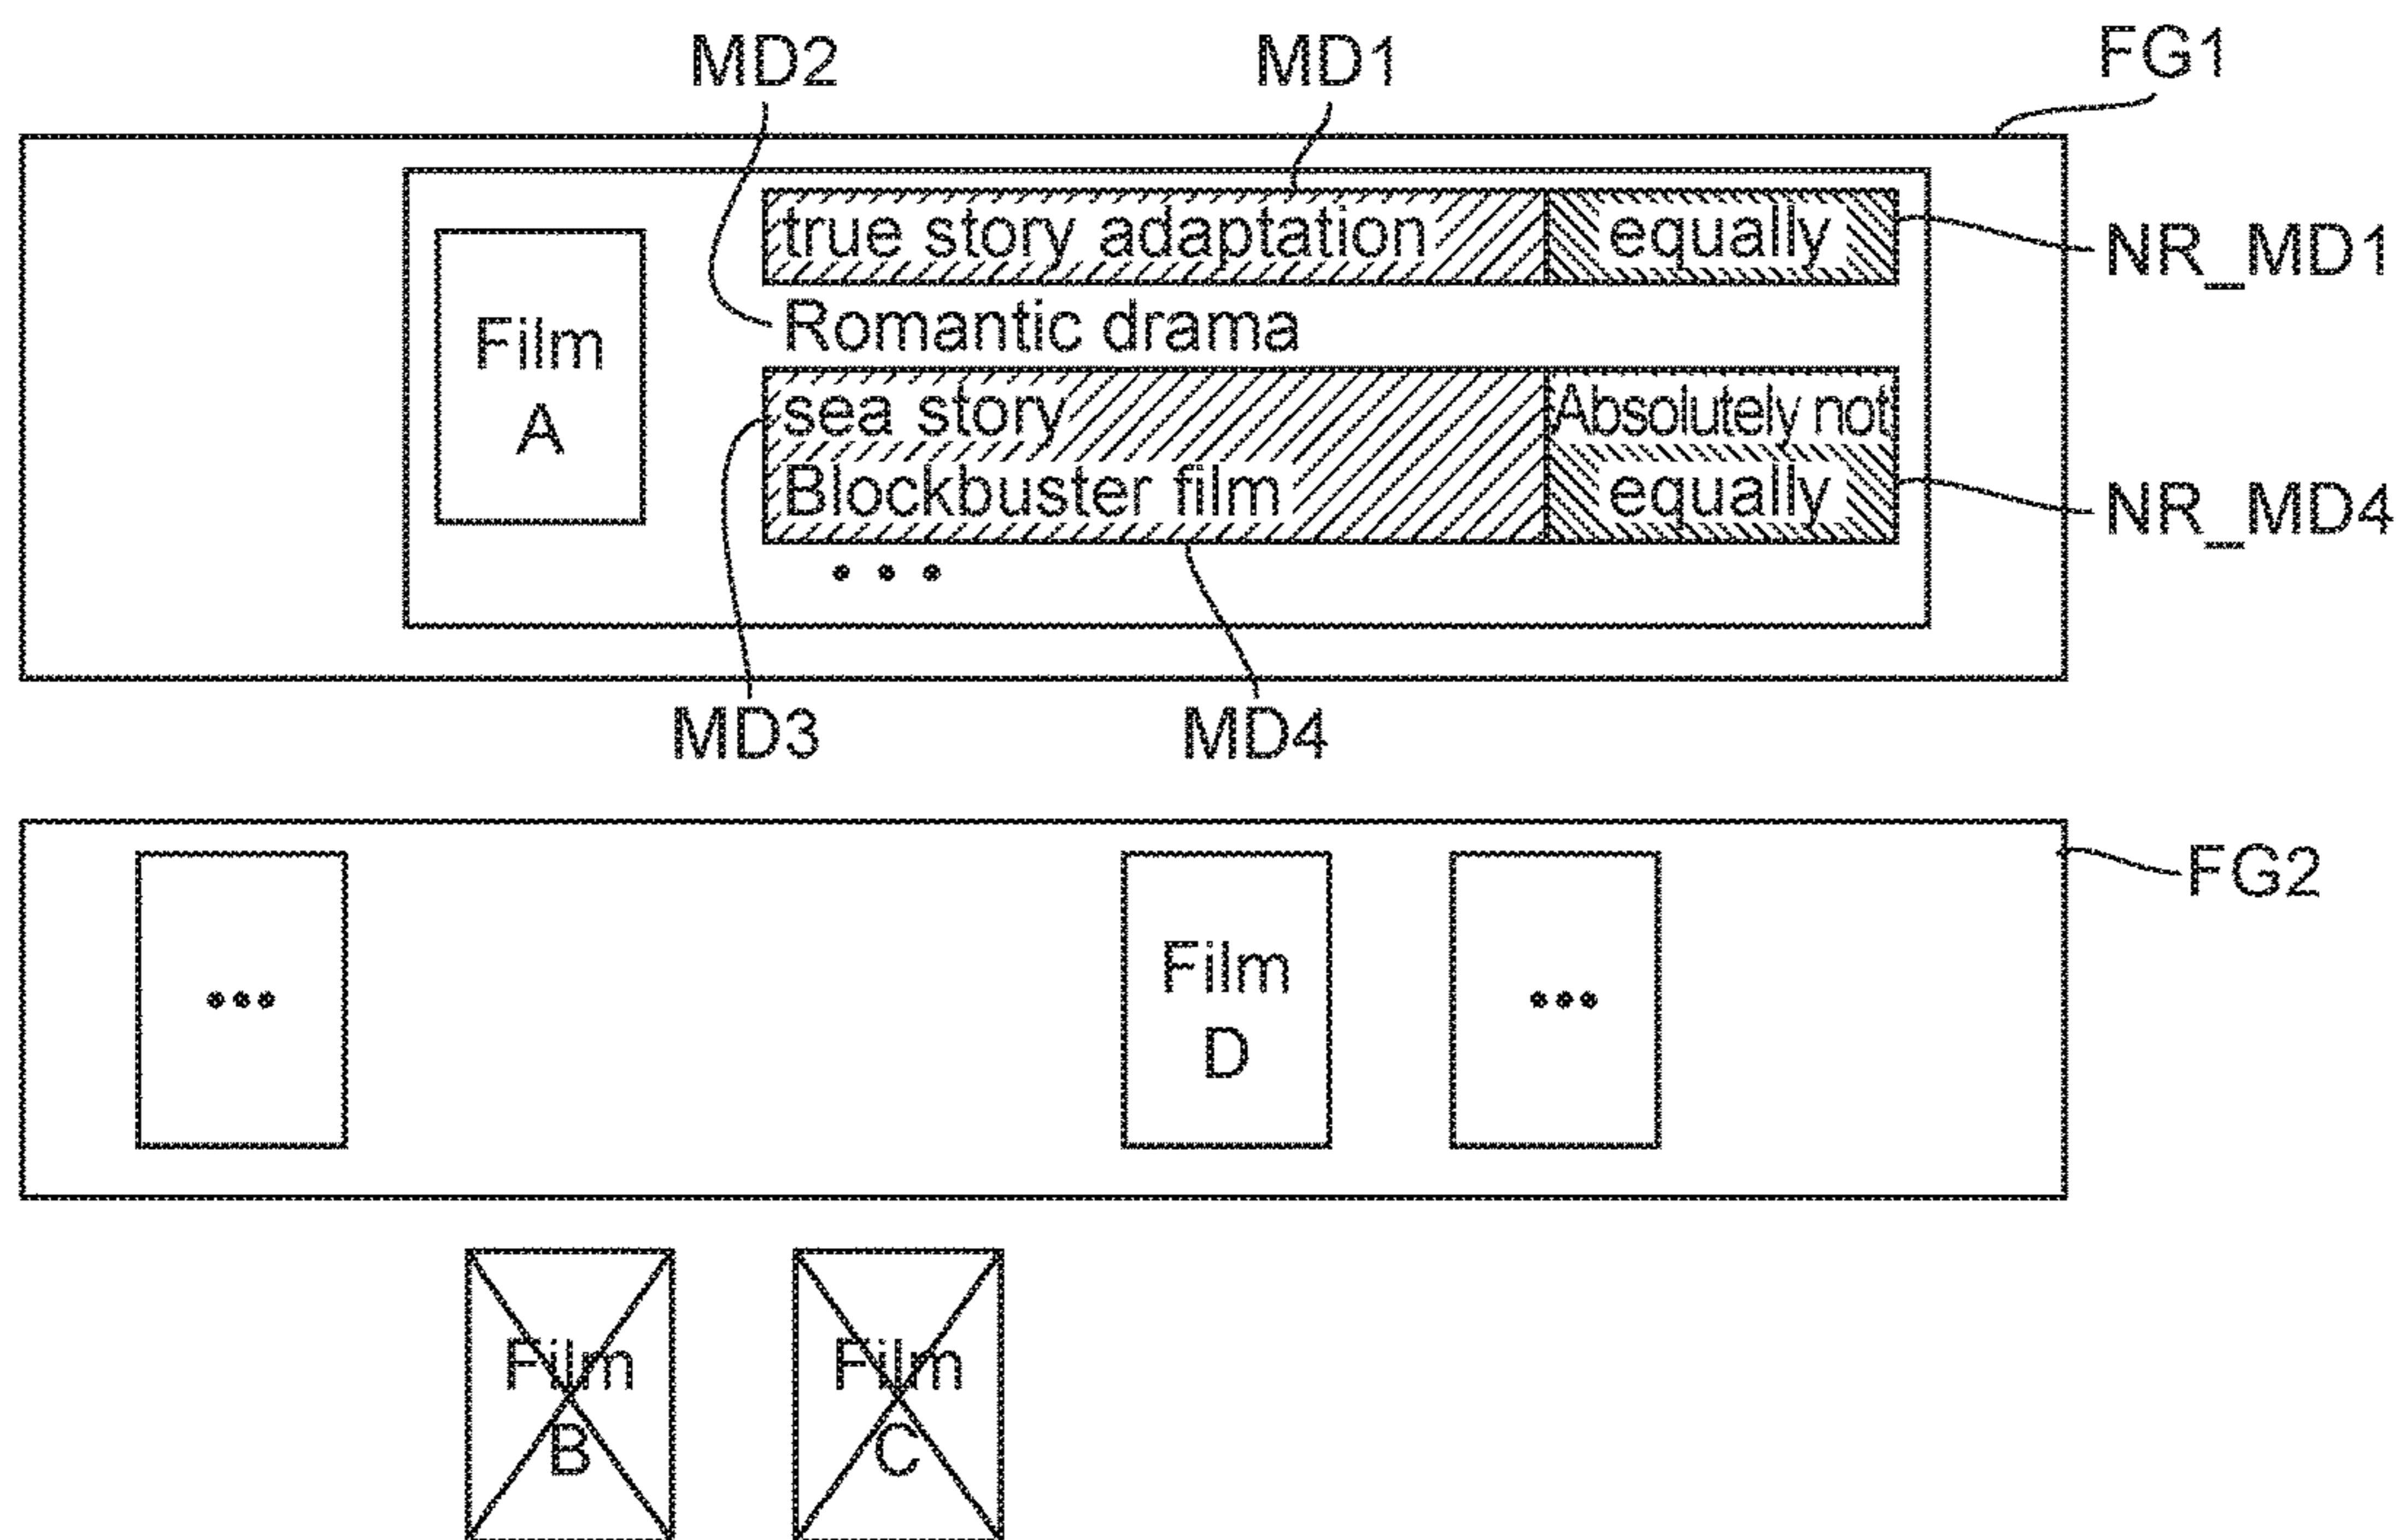 MD2 MD1 FG1
true story adaptation equally
NR_MD1
Romantic drama
Film
A
sea story Absolutely not
Blockbuster film equally
NR_MD4
•••
MD3 MD4
FG2
••• Film
D •••
Film
B
Film
C